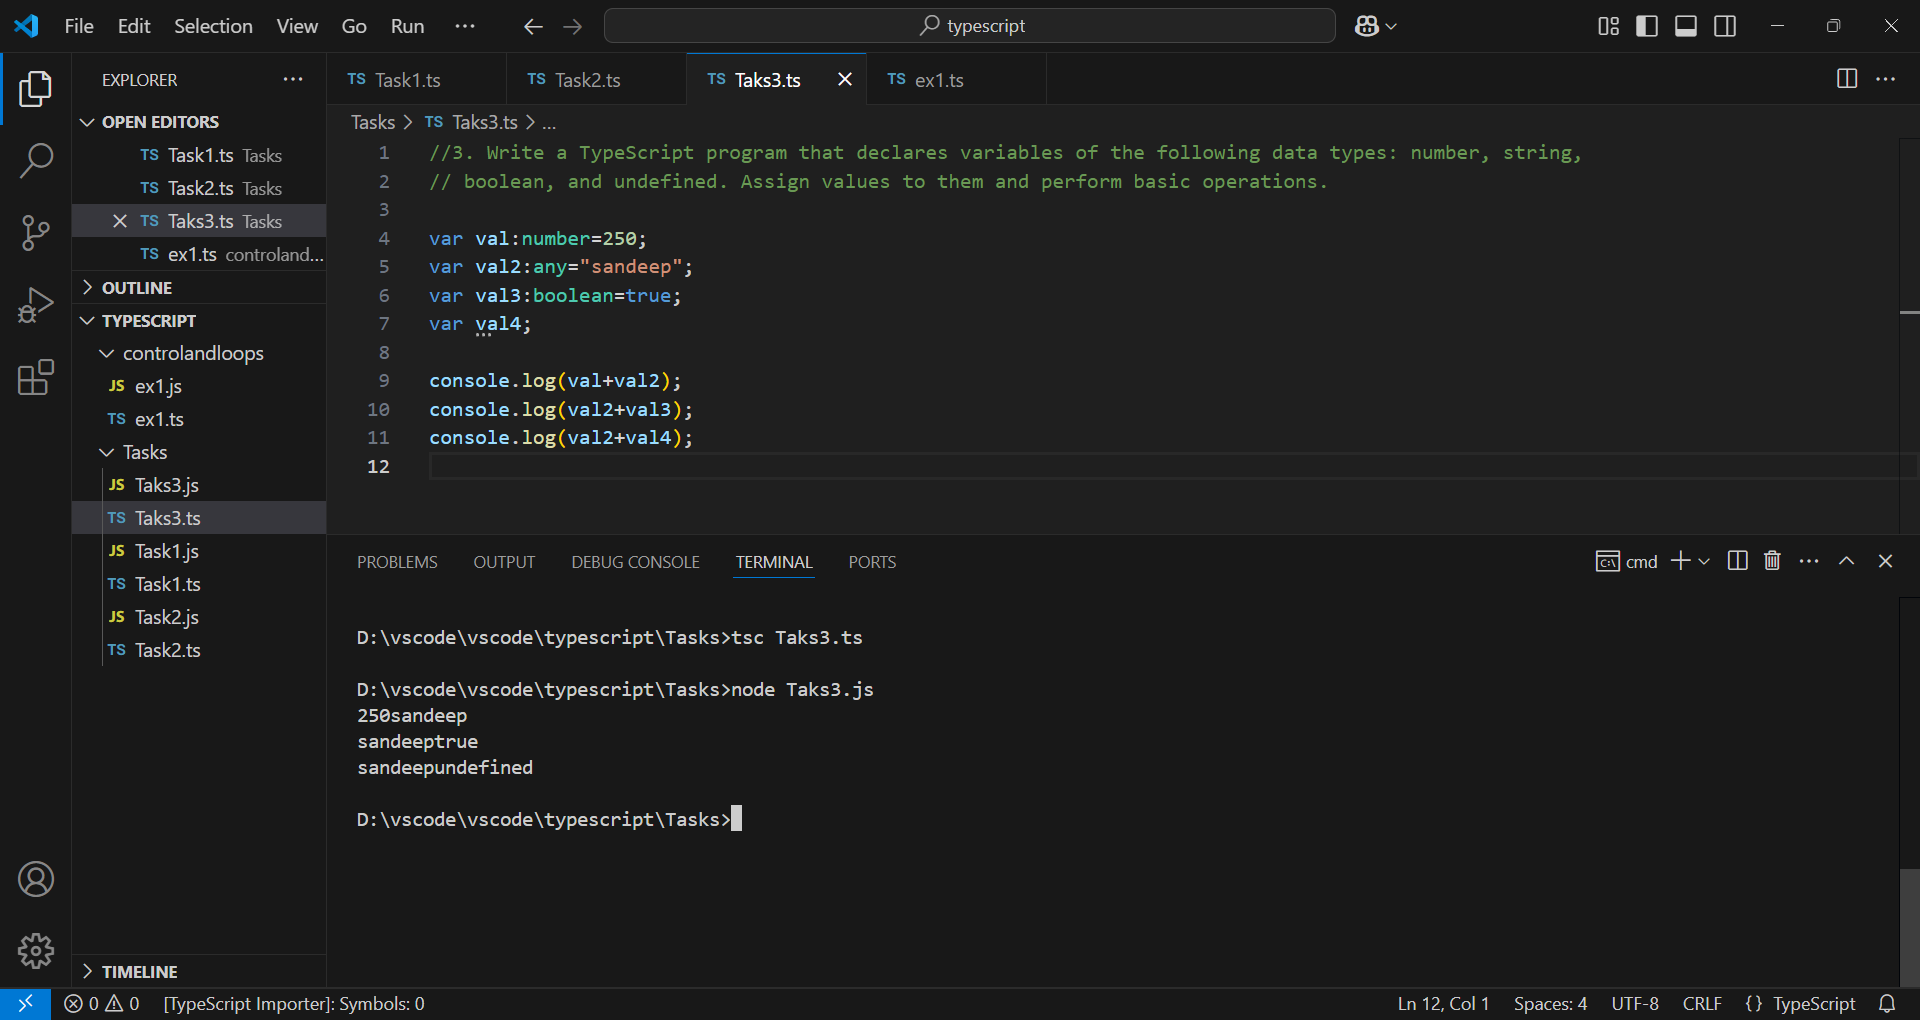 File Edit Selection View Go Run ··· typescript
EXPLORER ···
OPEN EDITORS
TS Task1.ts Tasks
TS Task2.ts Tasks
TS Taks3.ts Tasks
TS ex1.ts controland...
OUTLINE
TYPESCRIPT
controlandloops
JS ex1.js
TS ex1.ts
Tasks
JS Taks3.js
TS Taks3.ts
JS Task1.js
TS Task1.ts
JS Task2.js
TS Task2.ts
TIMELINE
TS Task1.ts TS Task2.ts TS Taks3.ts TS ex1.ts ···
Tasks > TS Taks3.ts > ...
1 //3. Write a TypeScript program that declares variables of the following data types: number, string,
2 // boolean, and undefined. Assign values to them and perform basic operations.
3
4 var val:number=250;
5 var val2:any="sandeep";
6 var val3:boolean=true;
7 var val4;
8
9 console.log(val+val2);
10 console.log(val2+val3);
11 console.log(val2+val4);
12
PROBLEMS OUTPUT DEBUG CONSOLE TERMINAL PORTS cmd ···
D:\vscode\vscode\typescript\Tasks>tsc Taks3.ts
D:\vscode\vscode\typescript\Tasks>node Taks3.js
250sandeep
sandeeptrue
sandeepundefined
D:\vscode\vscode\typescript\Tasks>
0 0 [TypeScript Importer]: Symbols: 0 Ln 12, Col 1 Spaces: 4 UTF-8 CRLF {} TypeScript